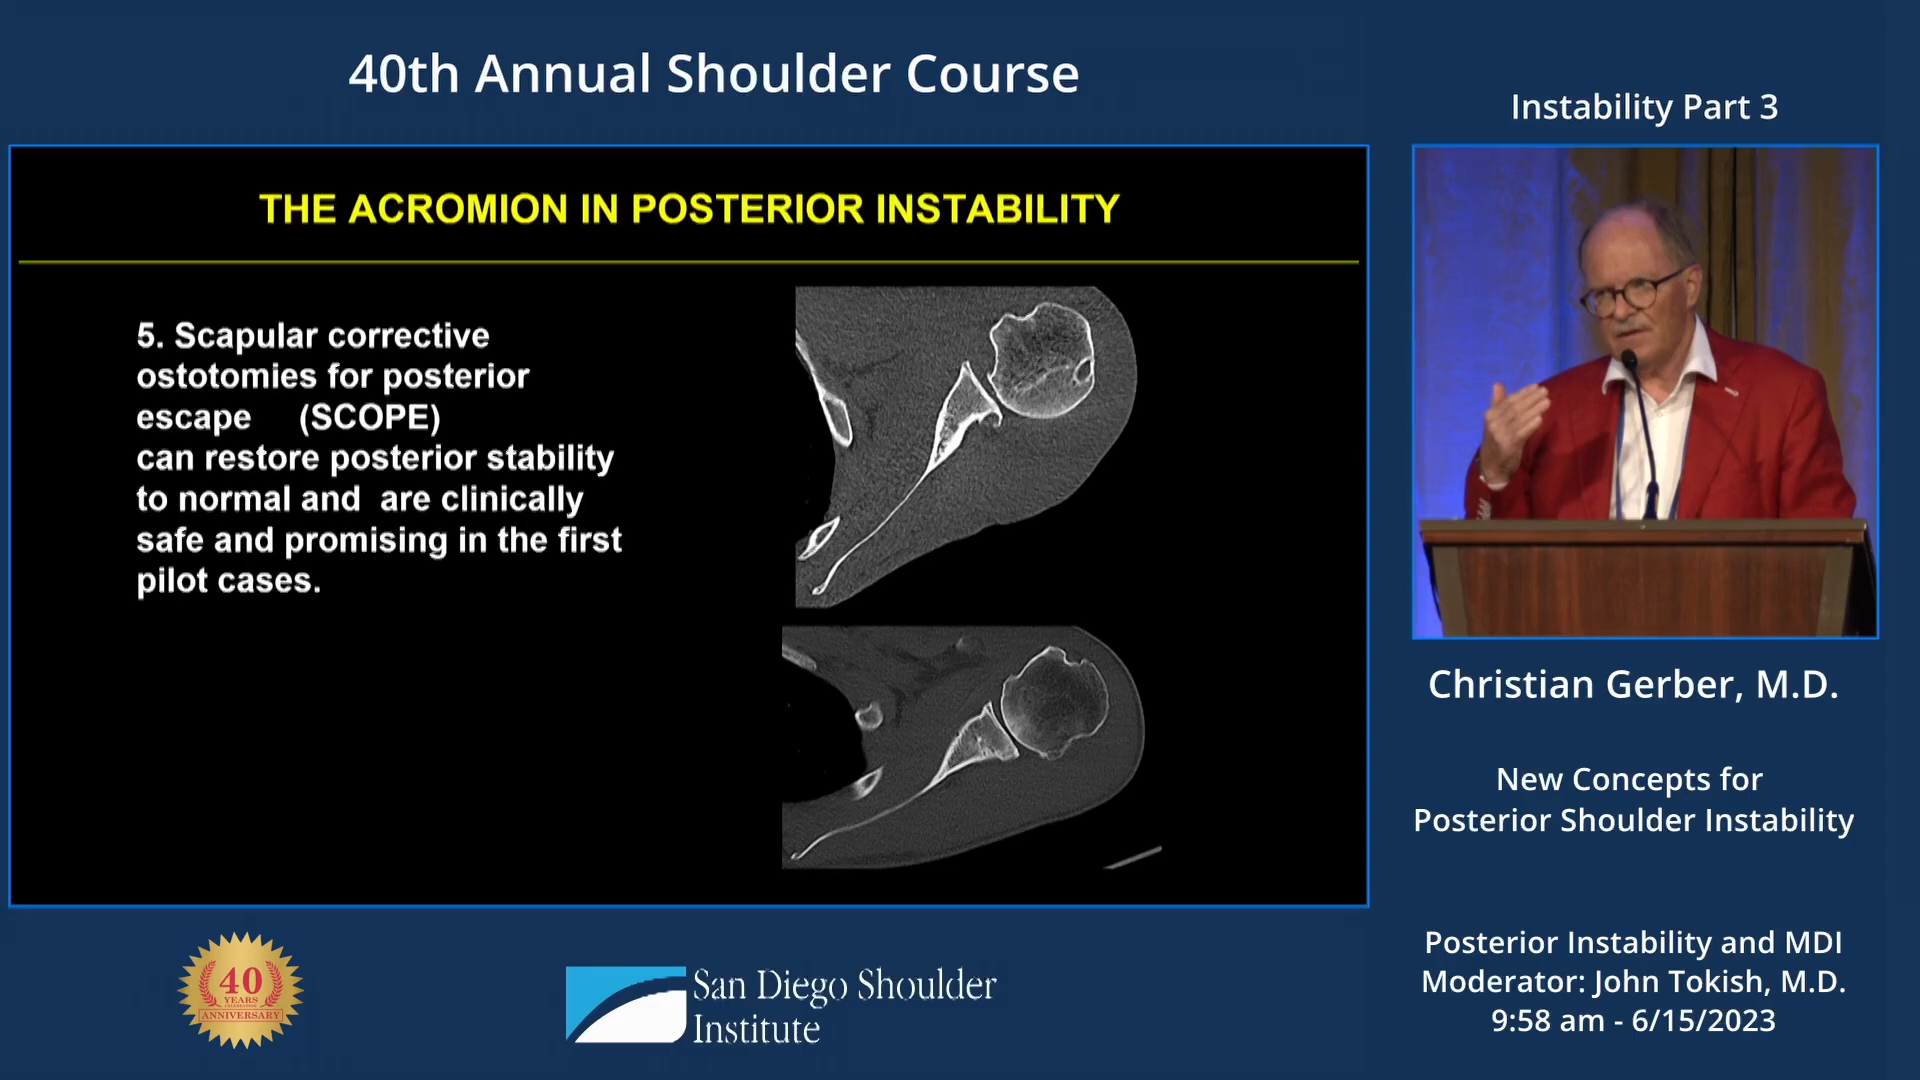 40th Annual Shoulder Course
Instability Part 3
THE ACROMION IN POSTERIOR INSTABILITY
5. Scapular corrective
ostotomies for posterior
escape (SCOPE)
can restore posterior stability
to normal and are clinically
safe and promising in the first
pilot cases.
Christian Gerber, M.D.
New Concepts for
Posterior Shoulder Instability
Posterior Instability and MDI
Moderator: John Tokish, M.D.
9:58 am - 6/15/2023
40
YEARS
ANNIVERSARY
San Diego Shoulder
Institute